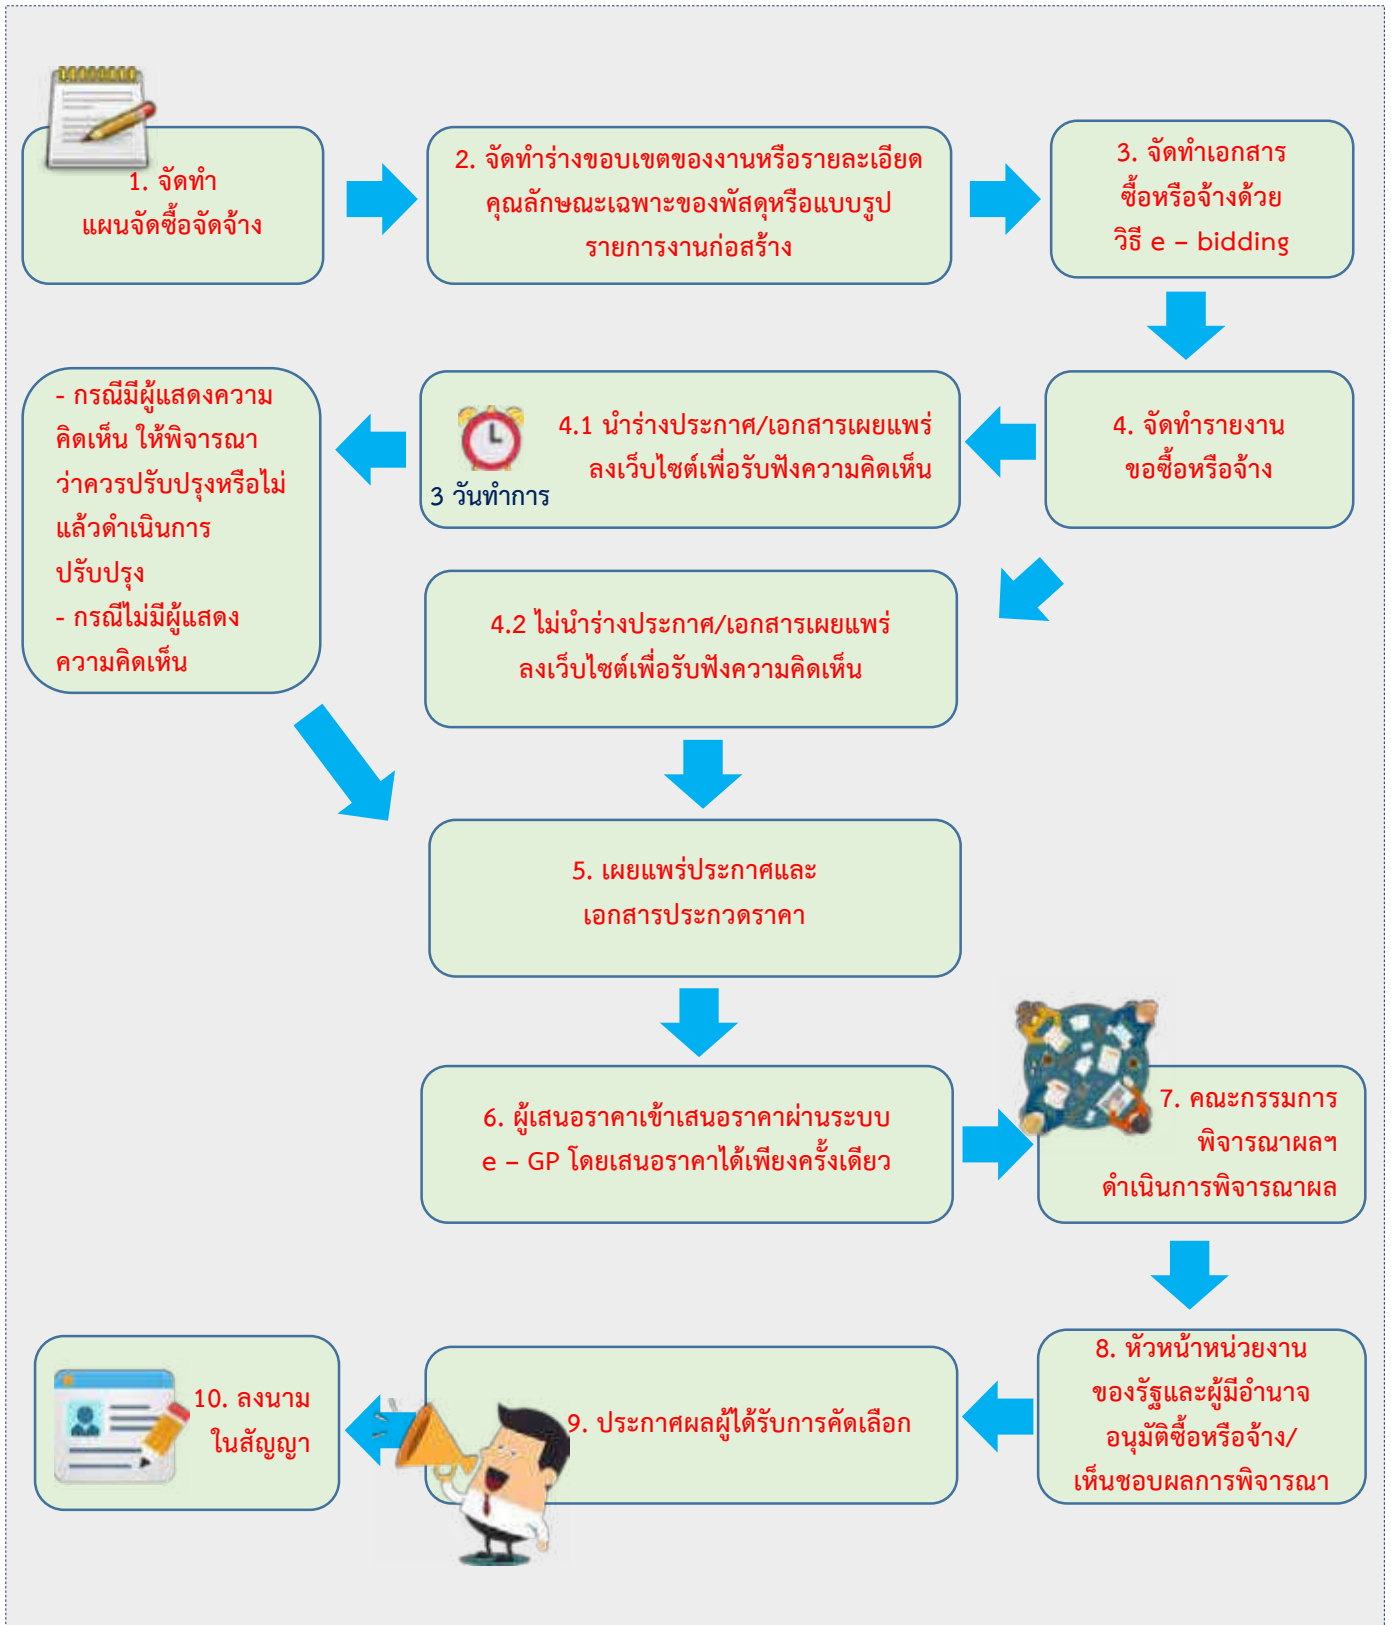 1. จัดทำ
แผนจัดซื้อจัดจ้าง
2. จัดทำร่างขอบเขตของงานหรือรายละเอียด
คุณลักษณะเฉพาะของพัสดุหรือแบบรูป
รายการงานก่อสร้าง
3. จัดทำเอกสาร
ซื้อหรือจ้างด้วย
วิธี e – bidding
4. จัดทำรายงาน
ขอซื้อหรือจ้าง
4.1 นำร่างประกาศ/เอกสารเผยแพร่
ลงเว็บไซต์เพื่อรับฟังความคิดเห็น
3 วันทำการ
- กรณีมีผู้แสดงความ
คิดเห็น ให้พิจารณา
ว่าควรปรับปรุงหรือไม่
แล้วดำเนินการ
ปรับปรุง
- กรณีไม่มีผู้แสดง
ความคิดเห็น
4.2 ไม่นำร่างประกาศ/เอกสารเผยแพร่
ลงเว็บไซต์เพื่อรับฟังความคิดเห็น
5. เผยแพร่ประกาศและ
เอกสารประกวดราคา
6. ผู้เสนอราคาเข้าเสนอราคาผ่านระบบ
e – GP โดยเสนอราคาได้เพียงครั้งเดียว
7. คณะกรรมการ
พิจารณาผลฯ
ดำเนินการพิจารณาผล
8. หัวหน้าหน่วยงาน
ของรัฐและผู้มีอำนาจ
อนุมัติซื้อหรือจ้าง/
เห็นชอบผลการพิจารณา
9. ประกาศผลผู้ได้รับการคัดเลือก
10. ลงนาม
ในสัญญา